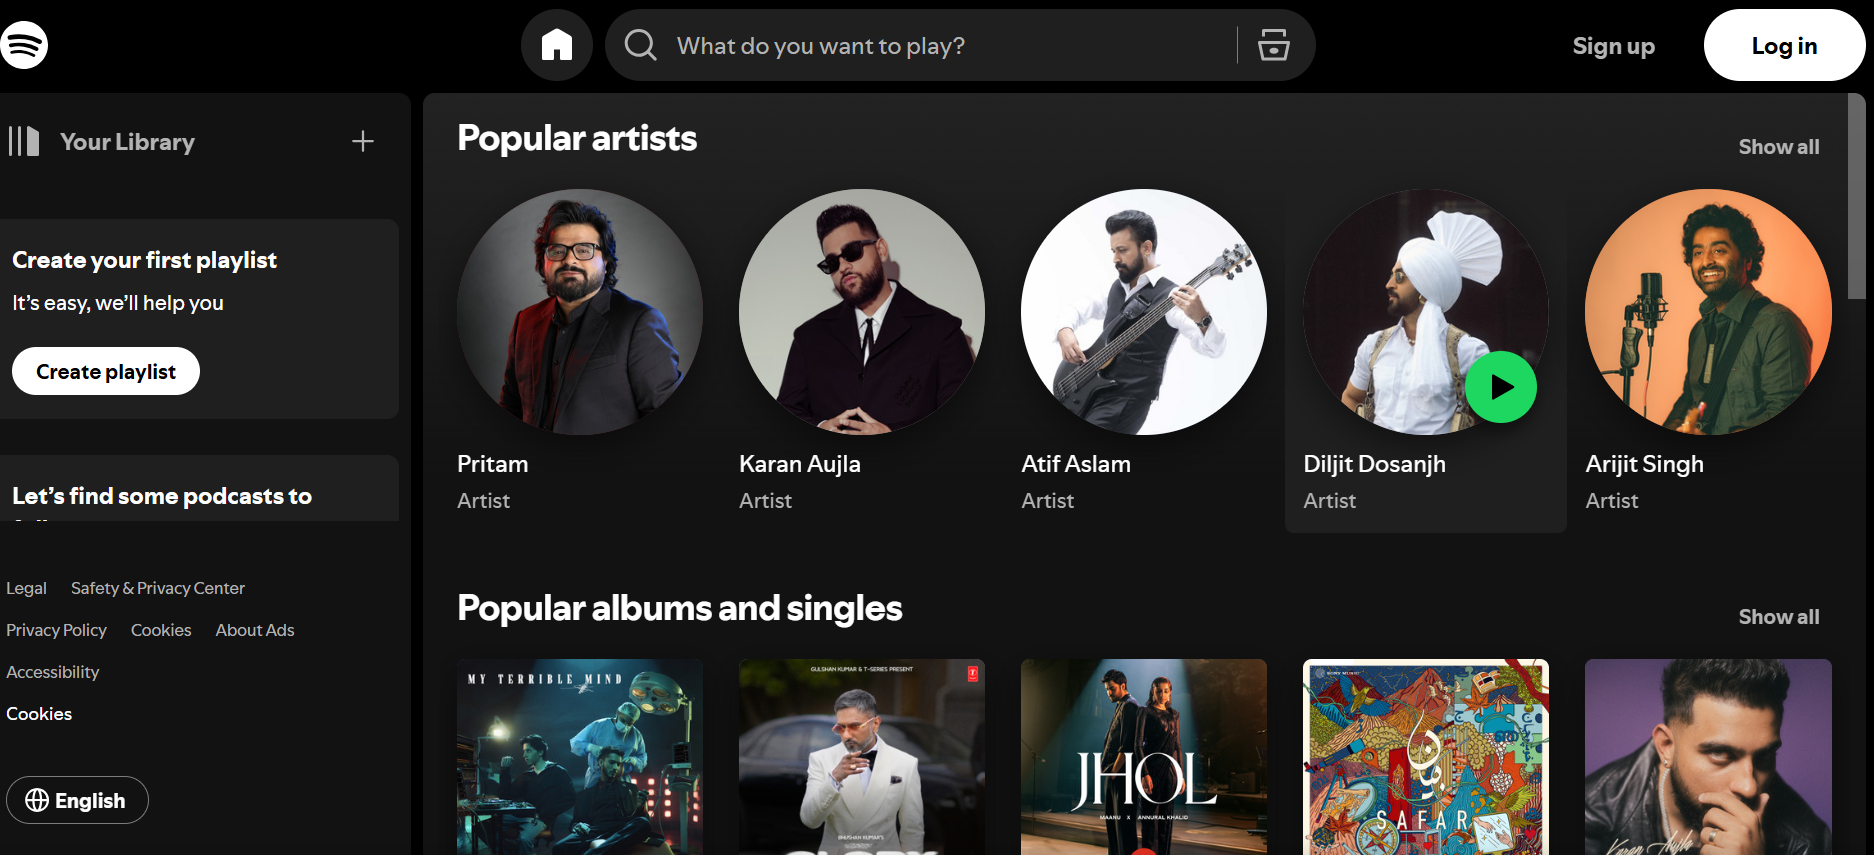 What do you want to play?
Sign up
Log in
Your Library
Create your first playlist
It's easy, we'll help you
Create playlist
Let's find some podcasts to
Legal
Safety & Privacy Center
Privacy Policy
Cookies
About Ads
Accessibility
Cookies
English
Popular artists
Show all
Pritam
Artist
Karan Aujla
Artist
Atif Aslam
Artist
Diljit Dosanjh
Artist
Arijit Singh
Artist
Popular albums and singles
Show all
MY TERRIBLE MIND
GULSHAN KUMAR & T-SERIES PRESENT
T
BHUSHAN KUMAR'S
JHOL
MAANU X ANNURAL KHALID
SONY MUSIC
SAFAR
Karan Aujla